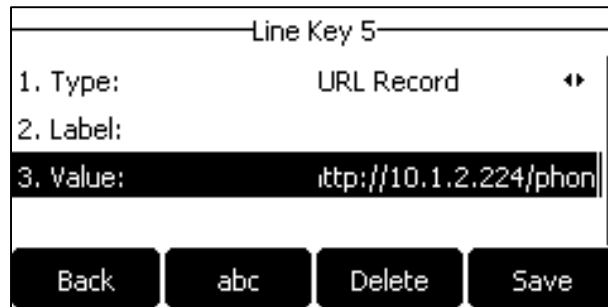 Line Key 5
1. Type: URL Record
2. Label:
3. Value: ttp://10.1.2.224/phon
Back abc Delete Save